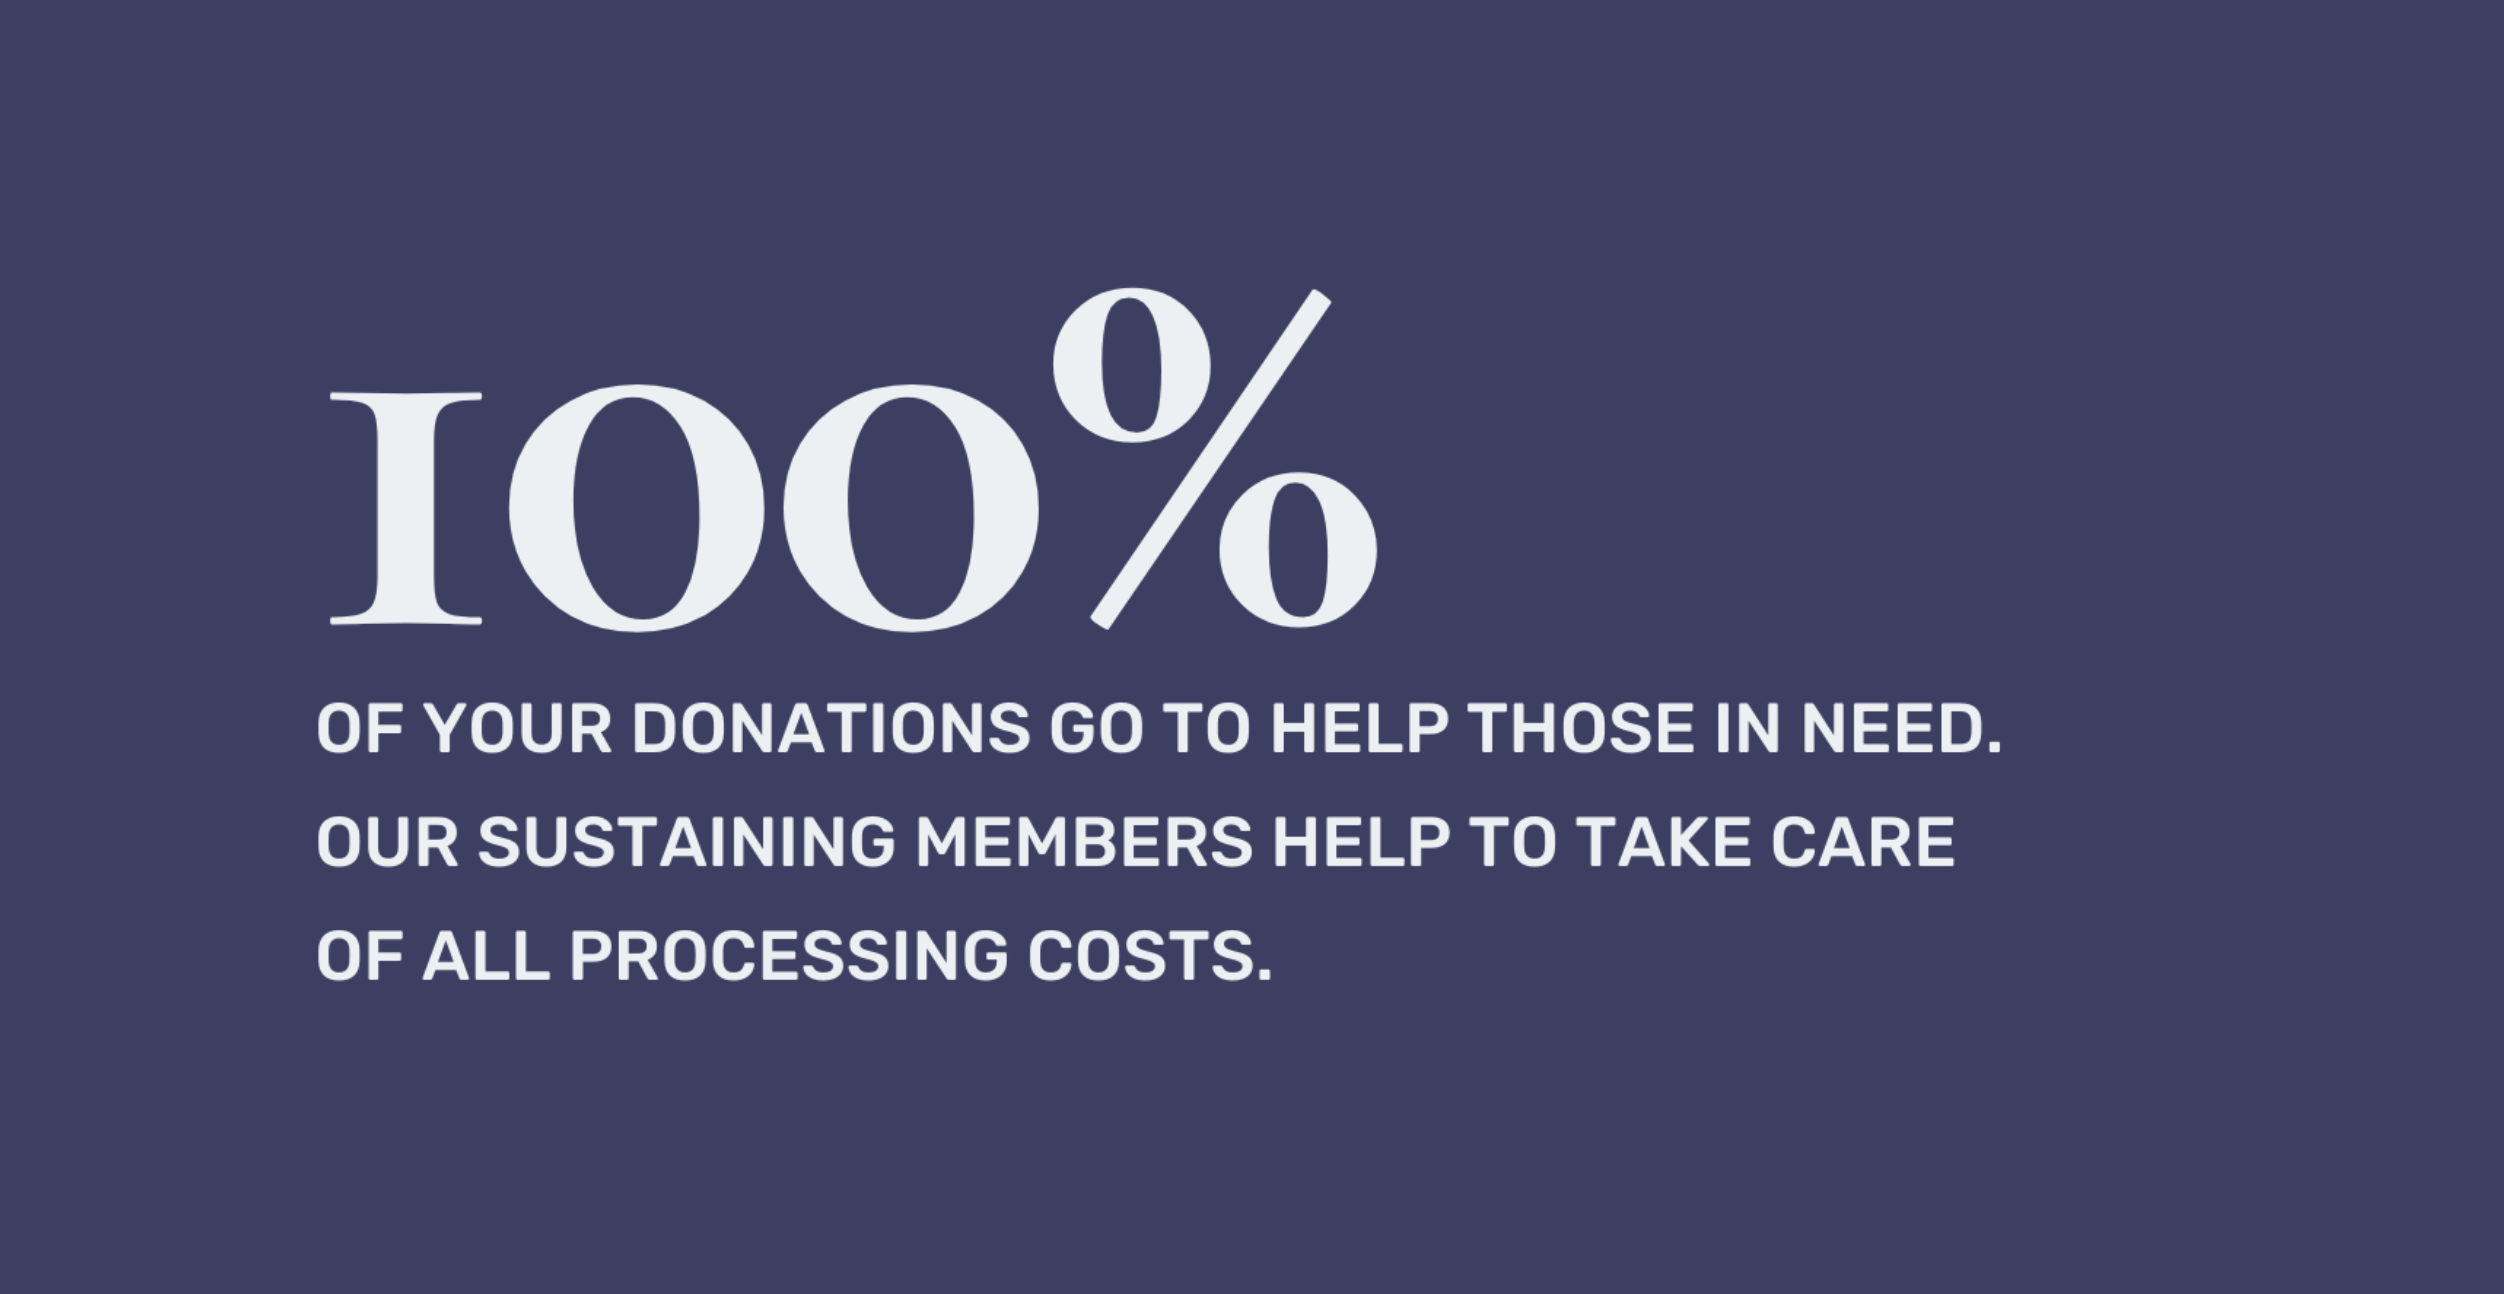 100%
OF YOUR DONATIONS GO TO HELP THOSE IN NEED.
OUR SUSTAINING MEMBERS HELP TO TAKE CARE
OF ALL PROCESSING COSTS.